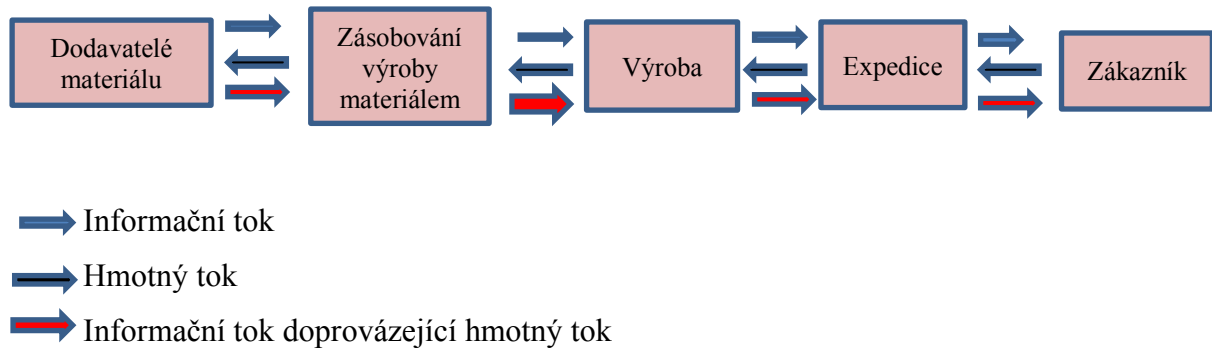 Dodavatelé
materiálu
Zásobování
výroby
materiálem
Výroba
Expedice
Zákazník
Informační tok
Hmotný tok
Informační tok doprovázející hmotný tok